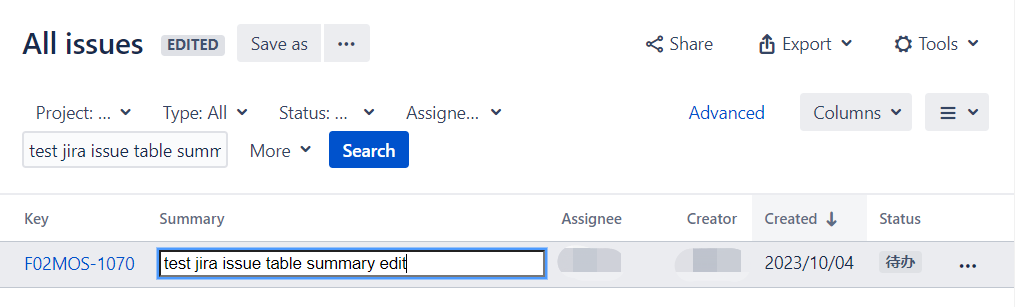 All issues EDITED Save as ••• Share Export Tools
Project: ... Type: All Status: ... Assigne... Advanced Columns
test jira issue table summ More Search
Key Summary Assignee Creator Created ↓ Status
F02MOS-1070 test jira issue table summary edit 2023/10/04 待办 •••